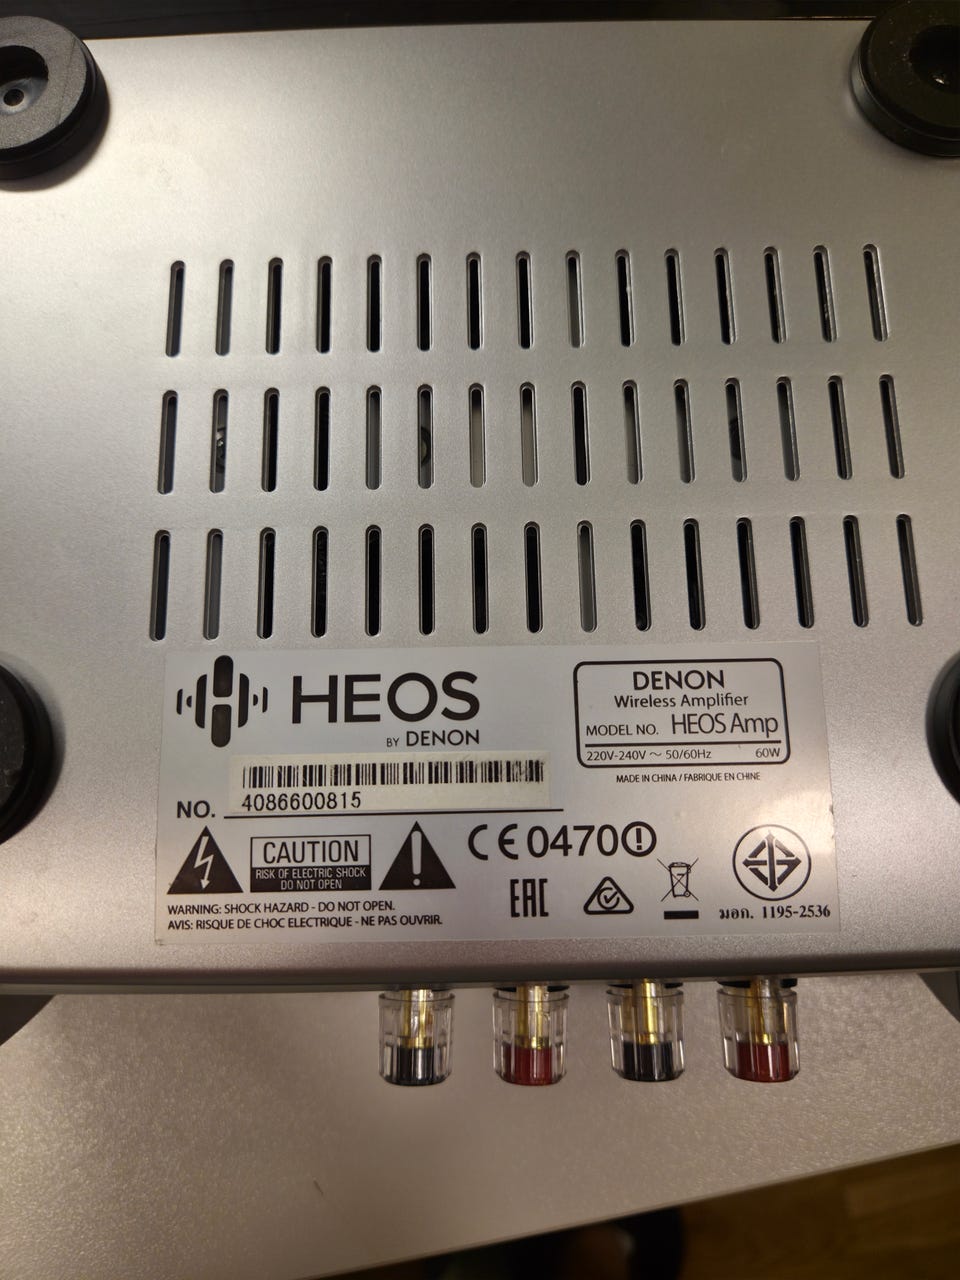 HEOS
BY DENON
DENON
Wireless Amplifier
MODEL NO. HEOS Amp
220V-240V ~ 50/60Hz 60W
MADE IN CHINA / FABRIQUE EN CHINE
NO. 4086600815
CAUTION
RISK OF ELECTRIC SHOCK
DO NOT OPEN
WARNING: SHOCK HAZARD - DO NOT OPEN.
AVIS: RISQUE DE CHOC ELECTRIQUE - NE PAS OUVRIR.
CE0470
EAC
มอก. 1195-2536